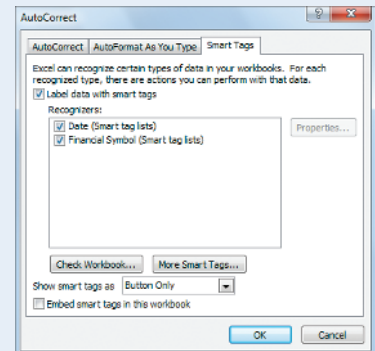 AutoCorrect
AutoCorrect AutoFormat As You Type Smart Tags
Excel can recognize certain types of data in your workbooks. For each
recognized type, there are actions you can perform with that data.
Label data with smart tags
Recognizers:
Date (Smart tag lists)
Financial Symbol (Smart tag lists)
Properties...
Check Workbook... More Smart Tags...
Show smart tags as Button Only
Embed smart tags in this workbook
OK Cancel